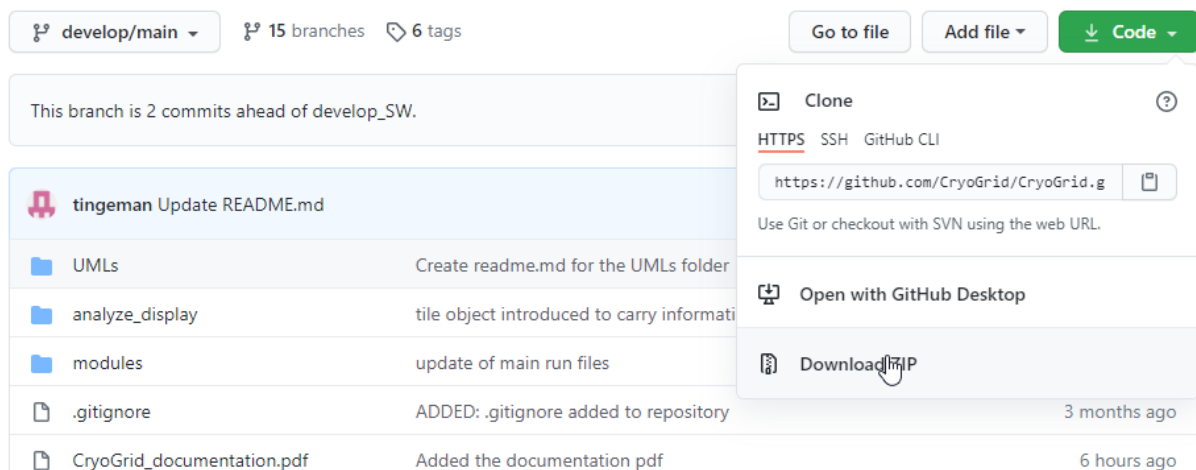 develop/main 15 branches 6 tags Go to file Add file Code
This branch is 2 commits ahead of develop_SW.
Clone
HTTPS SSH GitHub CLI
https://github.com/CryoGrid/CryoGrid.g
Use Git or checkout with SVN using the web URL.
Open with GitHub Desktop
Download ZIP
tingeman Update README.md
UMLs Create readme.md for the UMLs folder
analyze_display tile object introduced to carry informati
modules update of main run files
.gitignore ADDED: .gitignore added to repository 3 months ago
CryoGrid_documentation.pdf Added the documentation pdf 6 hours ago